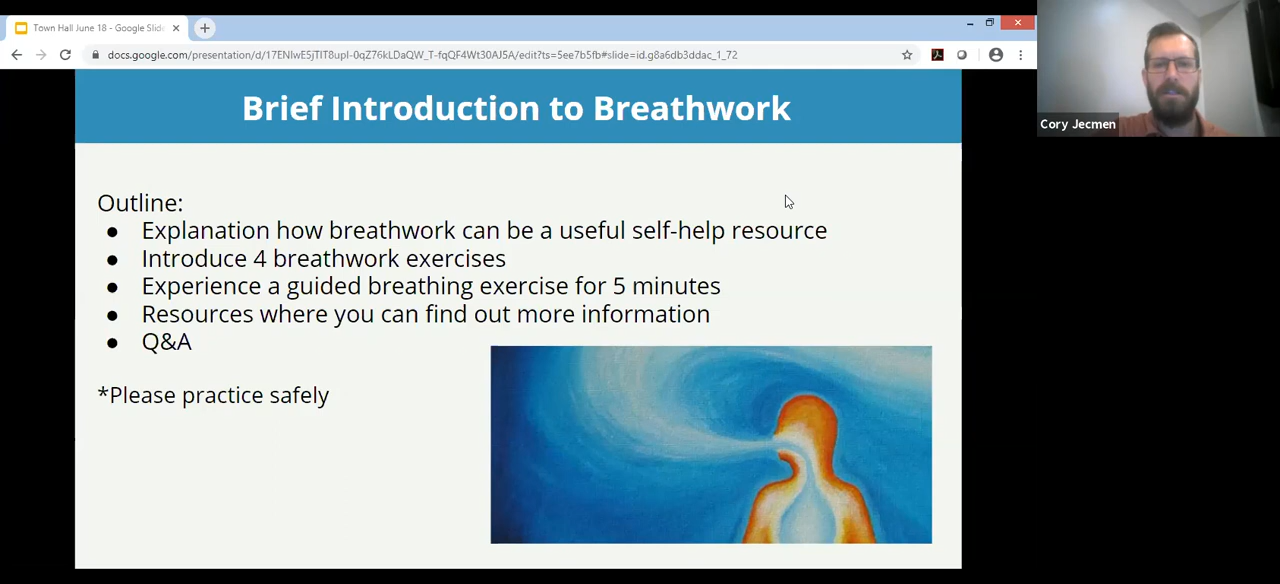 Town Hall June 18 - Google Slide
docs.google.com/presentation/d/17ENlwE5jTIT8upI-0qZ76kLDaQW_T-fqQF4Wt30AJ5A/edit?ts=5ee7b5fb#slide=id.g8a6db3ddac_1_72
Cory Jecmen
Brief Introduction to Breathwork
Outline:
● Explanation how breathwork can be a useful self-help resource
● Introduce 4 breathwork exercises
● Experience a guided breathing exercise for 5 minutes
● Resources where you can find out more information
● Q&A
*Please practice safely